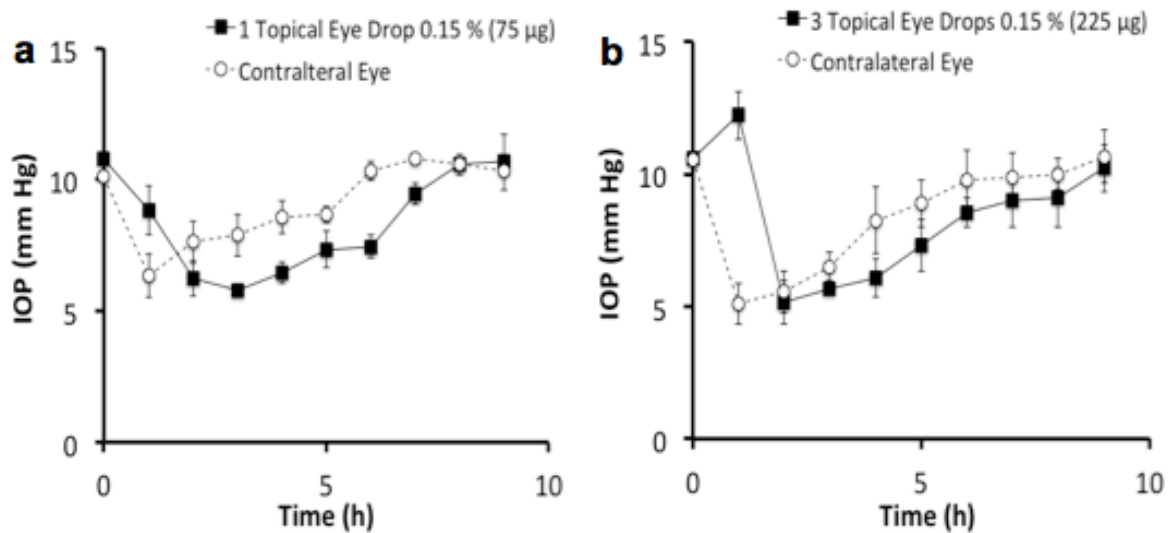 a
1 Topical Eye Drop 0.15 % (75 µg)
Contralteral Eye
15
10
5
0
IOP (mm Hg)
0
5
10
Time (h)
b
3 Topical Eye Drops 0.15 % (225 µg)
Contralateral Eye
15
10
5
0
IOP (mm Hg)
0
5
10
Time (h)